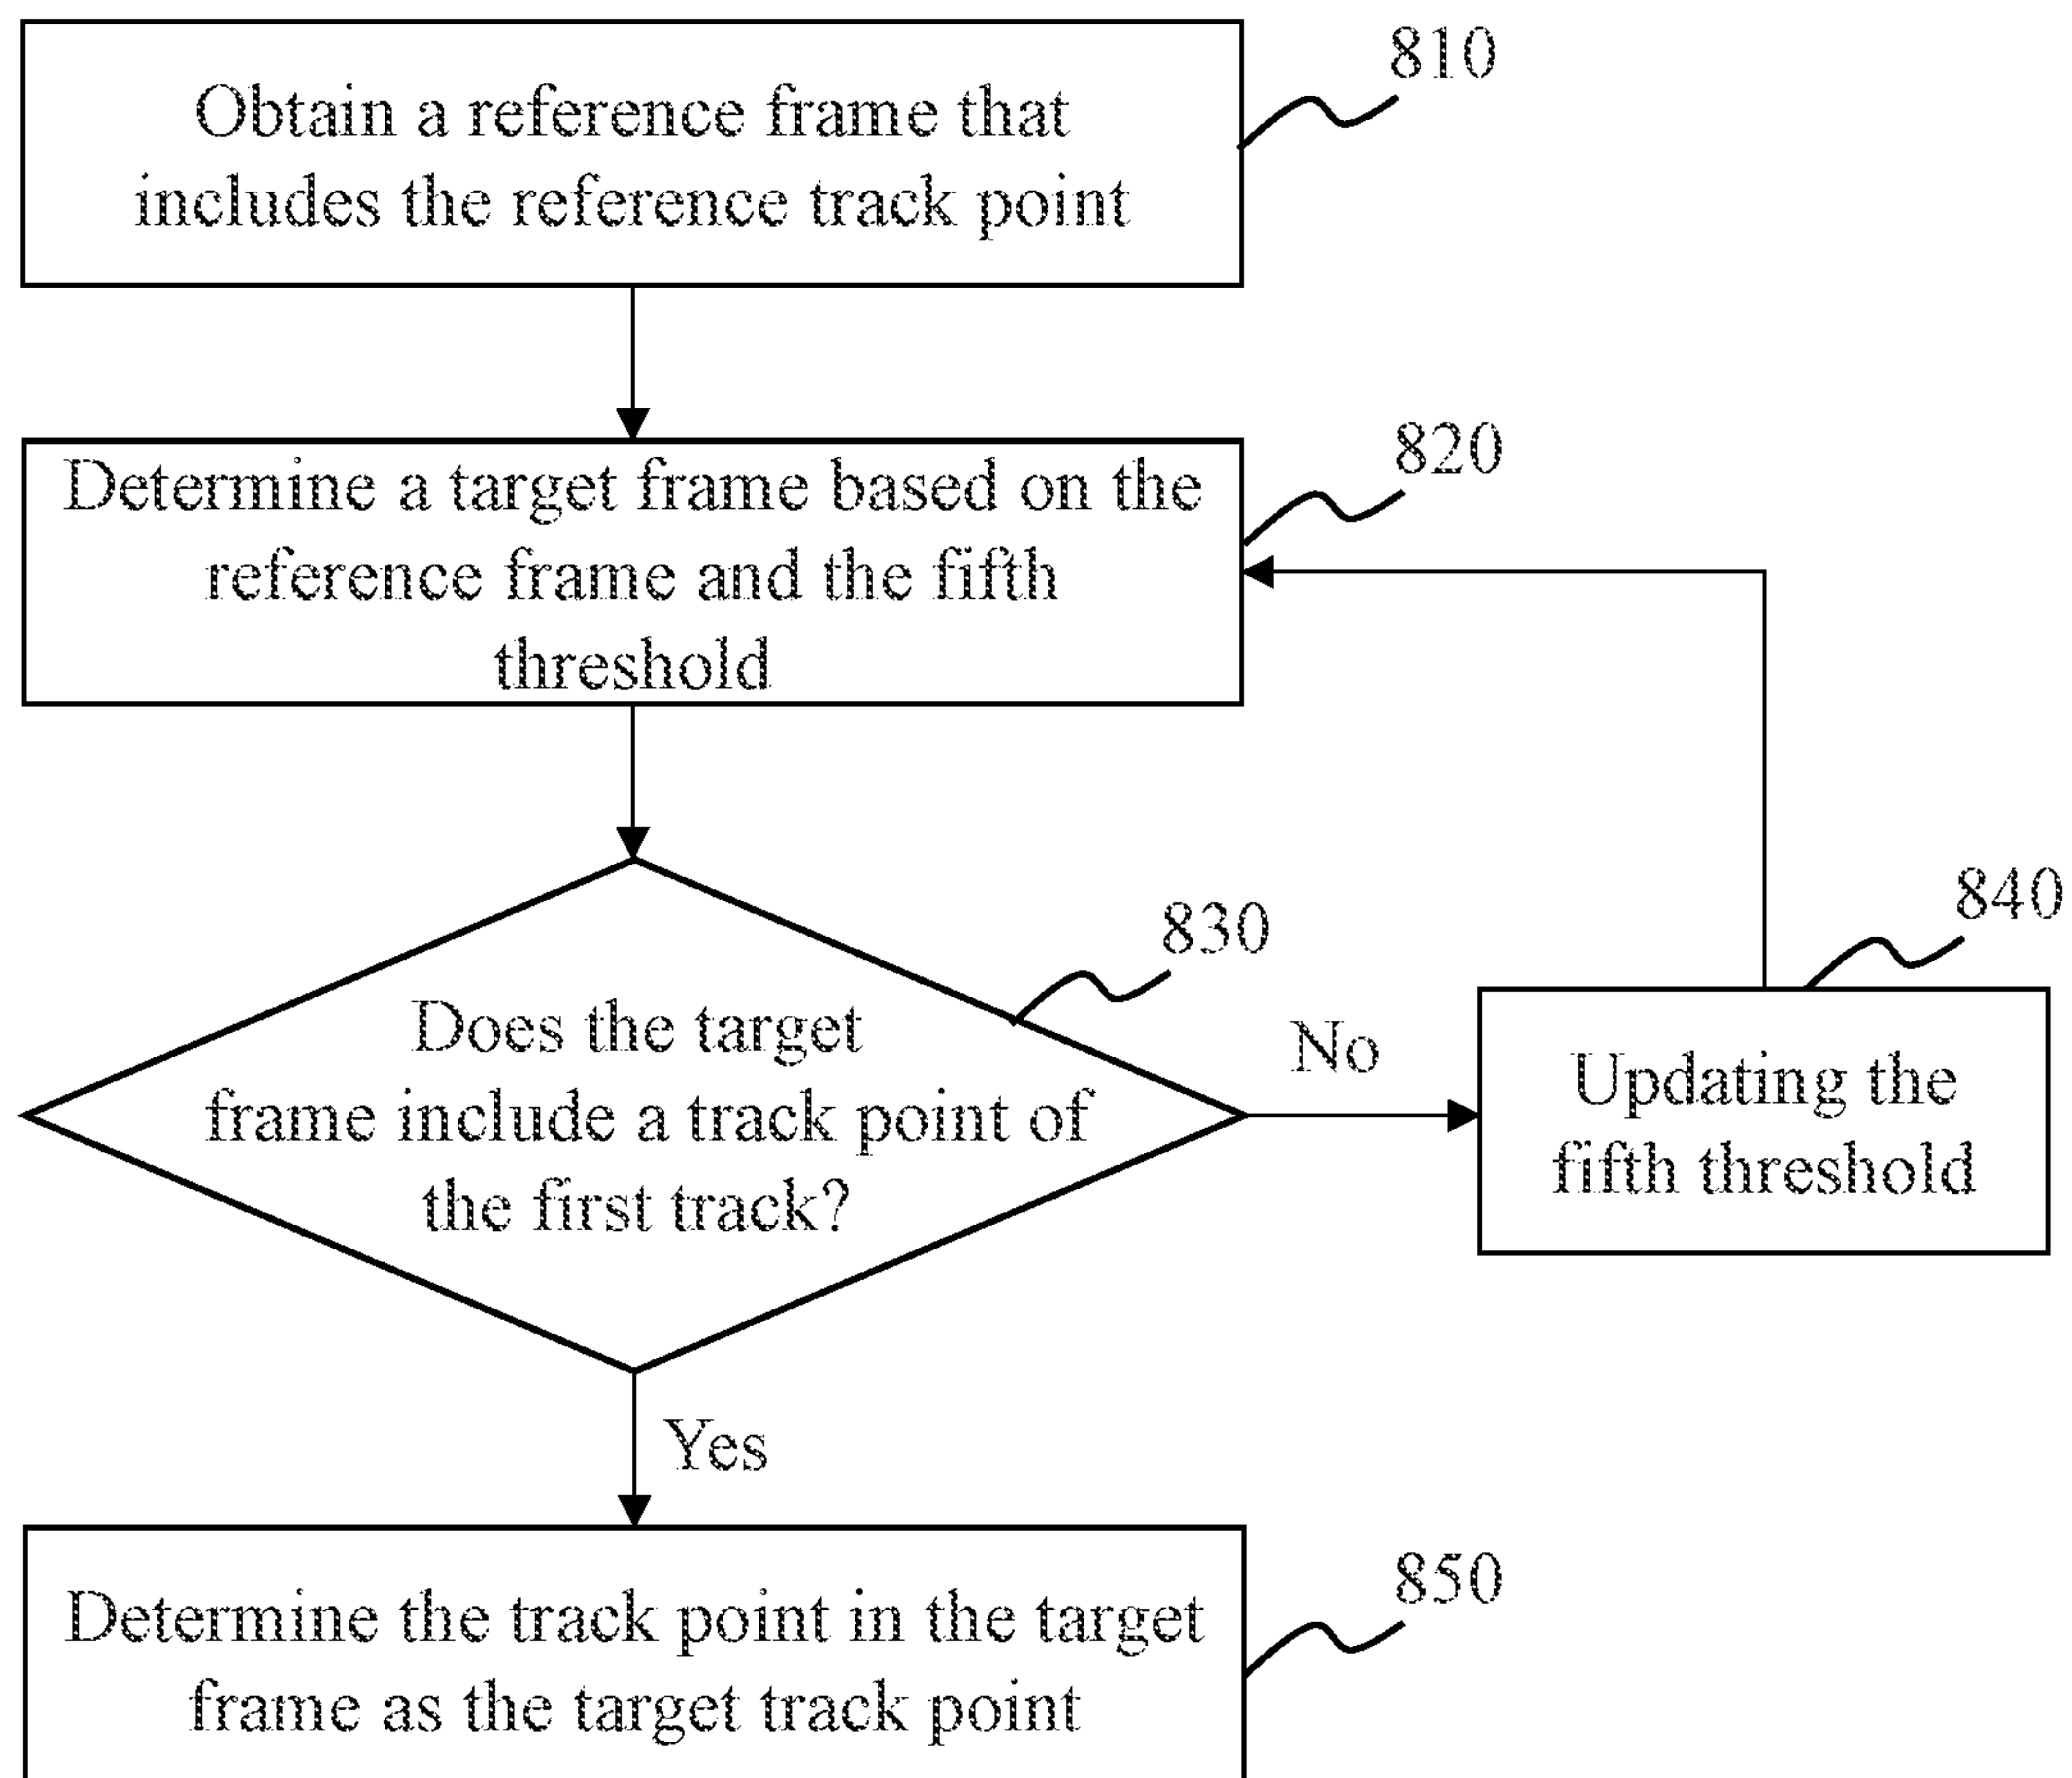 810
Obtain a reference frame that
includes the reference track point
820
Determine a target frame based on the
reference frame and the fifth
threshold
830
Does the target
frame include a track point of
the first track?
No
840
Updating the
fifth threshold
Yes
850
Determine the track point in the target
frame as the target track point